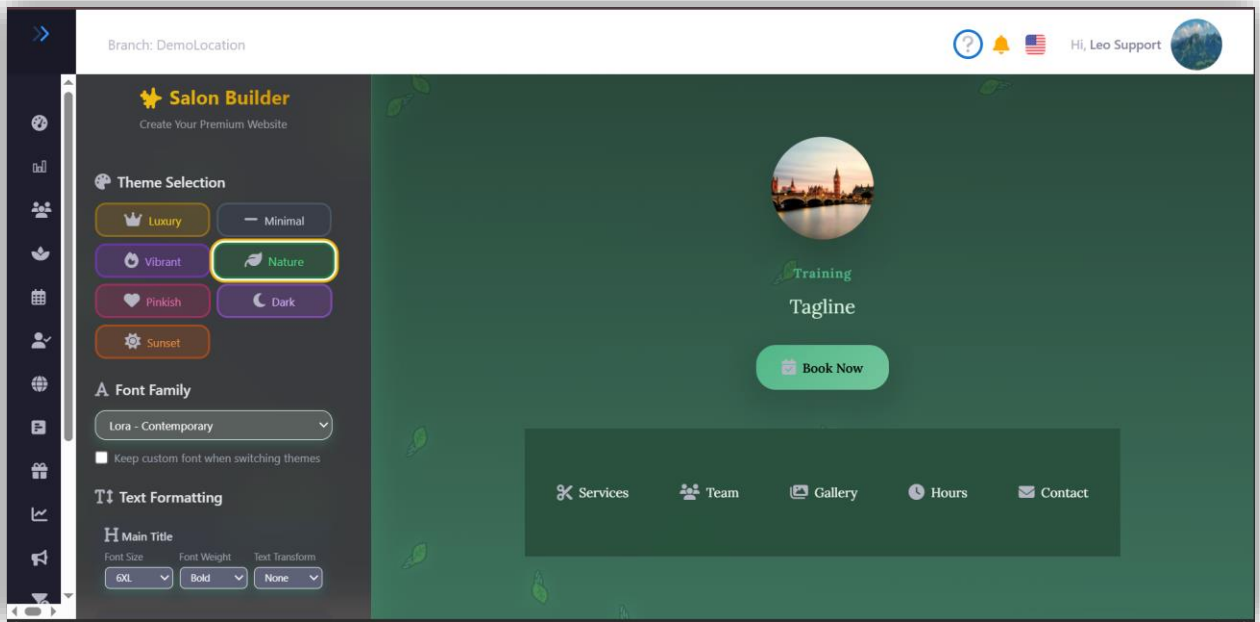 Branch: DemoLocation
Hi, Leo Support
Salon Builder
Create Your Premium Website
Theme Selection
Luxury
Minimal
Vibrant
Nature
Pinkish
Dark
Sunset
Font Family
Lora - Contemporary
Keep custom font when switching themes
Text Formatting
Main Title
Font Size Font Weight Text Transform
6XL Bold None
Training
Tagline
Book Now
Services Team Gallery Hours Contact